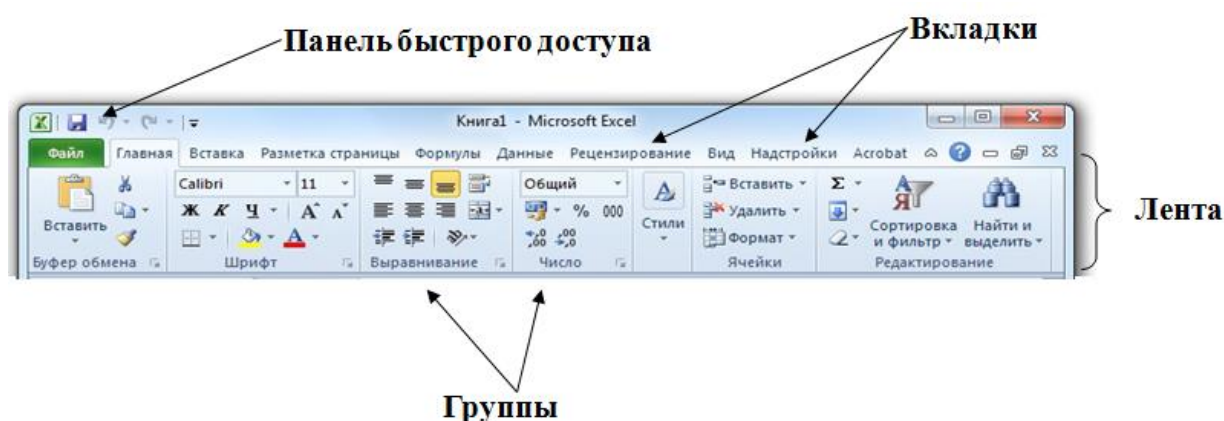 Панель быстрого доступа
Вкладки
Книга1 - Microsoft Excel
Файл Главная Вставка Разметка страницы Формулы Данные Рецензирование Вид Надстройки Acrobat
Calibri 11 Общий Вставить Σ
Ж К Ч А А % 000 Удалить
Вставить Стили Сортировка и фильтр Найти и выделить
А ,00 ,00 Формат
Буфер обмена Шрифт Выравнивание Число Ячейки Редактирование
Лента
Группы